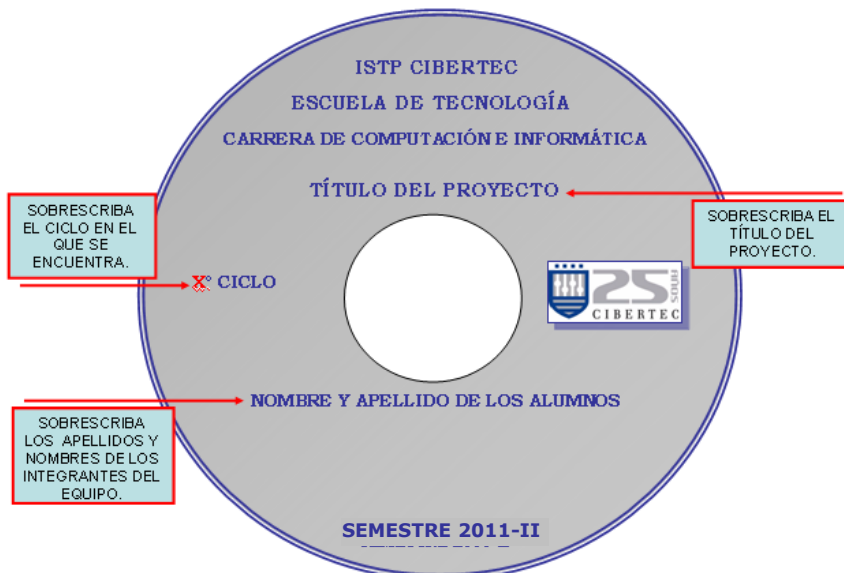 ISTP CIBERTEC
ESCUELA DE TECNOLOGÍA
CARRERA DE COMPUTACIÓN E INFORMÁTICA
TÍTULO DEL PROYECTO
SOBRESCRIBA
EL CICLO EN EL
QUE SE
ENCUENTRA.
SOBRESCRIBA EL
TÍTULO DEL
PROYECTO.
X° CICLO
25
años
CIBERTEC
NOMBRE Y APELLIDO DE LOS ALUMNOS
SOBRESCRIBA
LOS APELLIDOS Y
NOMBRES DE LOS
INTEGRANTES DEL
EQUIPO.
SEMESTRE 2011-II